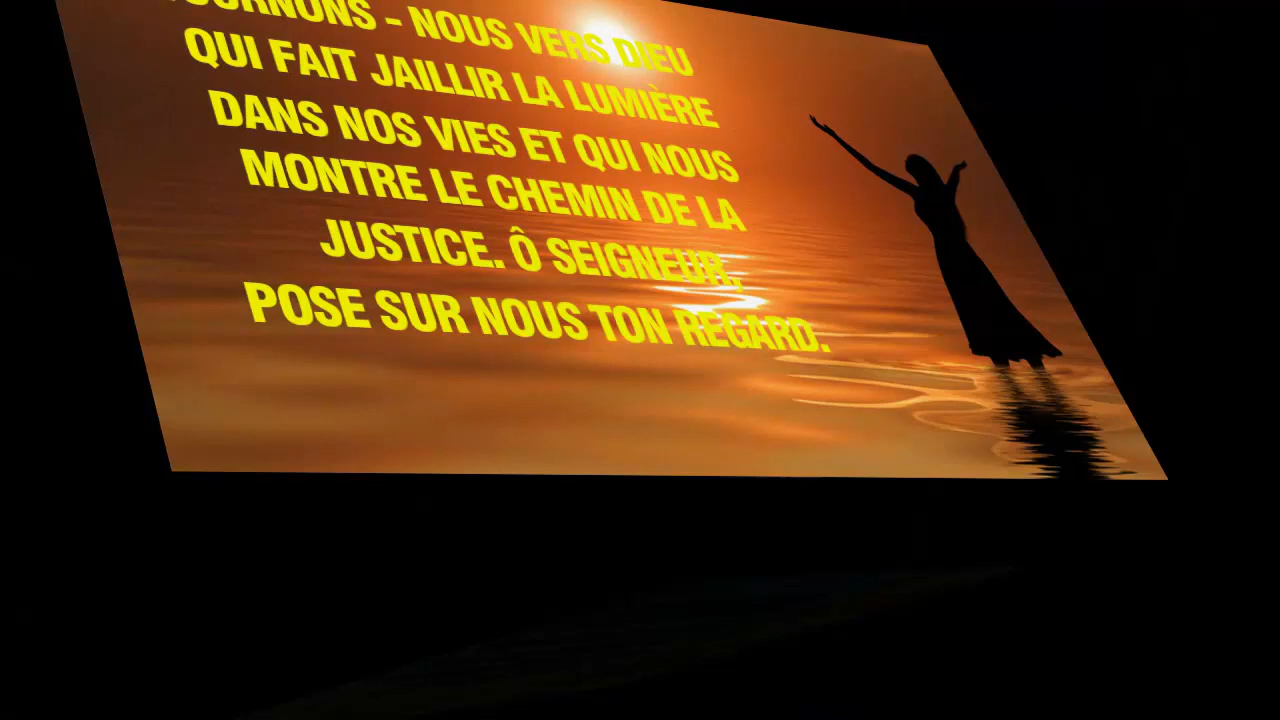 TOURNONS - NOUS VERS DIEU
QUI FAIT JAILLIR LA LUMIÈRE
DANS NOS VIES ET QUI NOUS
MONTRE LE CHEMIN DE LA
JUSTICE. Ô SEIGNEUR,
POSE SUR NOUS TON REGARD.